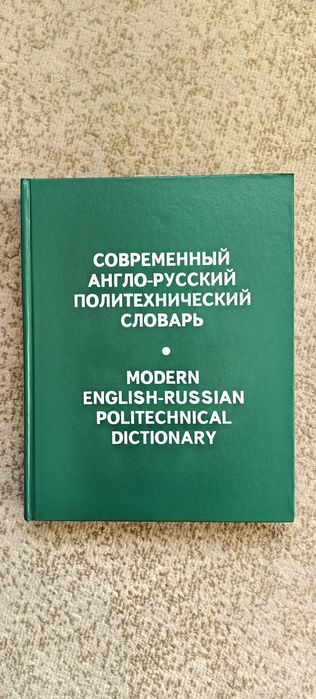 СОВРЕМЕННЫЙ
АНГЛО-РУССКИЙ
ПОЛИТЕХНИЧЕСКИЙ
СЛОВАРЬ
•
MODERN
ENGLISH-RUSSIAN
POLITECHNICAL
DICTIONARY